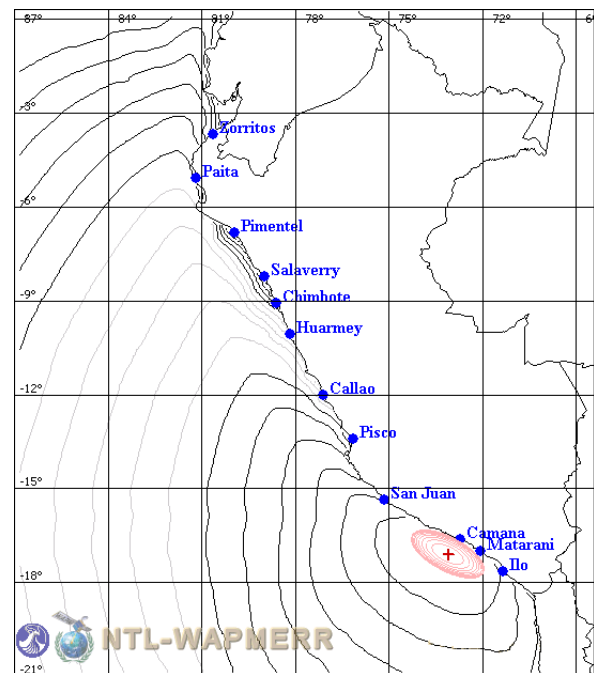 -87° -84° -81° -78° -75° -72° -6
-3°
Zorritos
Paita
-6°
Pimentel
Salaverry
-9°
Chimbote
Huarmey
-12°
Callao
Pisco
-15°
San Juan
Camana
Matarani
-18°
Ilo
NTL-WAPMERR
-21°